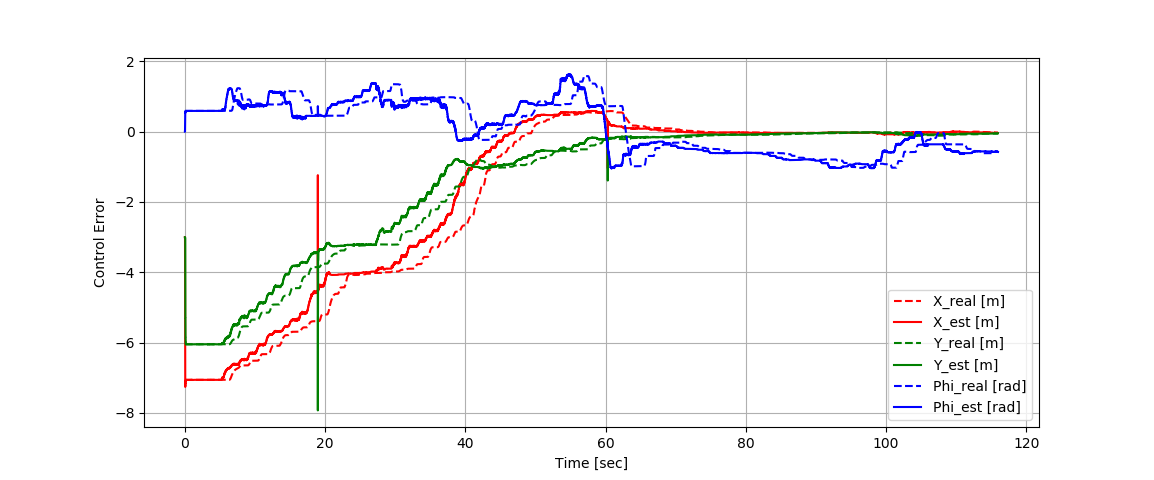 2
0
−2
−4
−6
−8
Control Error
0
20
40
60
80
100
120
Time [sec]
X_real [m]
X_est [m]
Y_real [m]
Y_est [m]
Phi_real [rad]
Phi_est [rad]